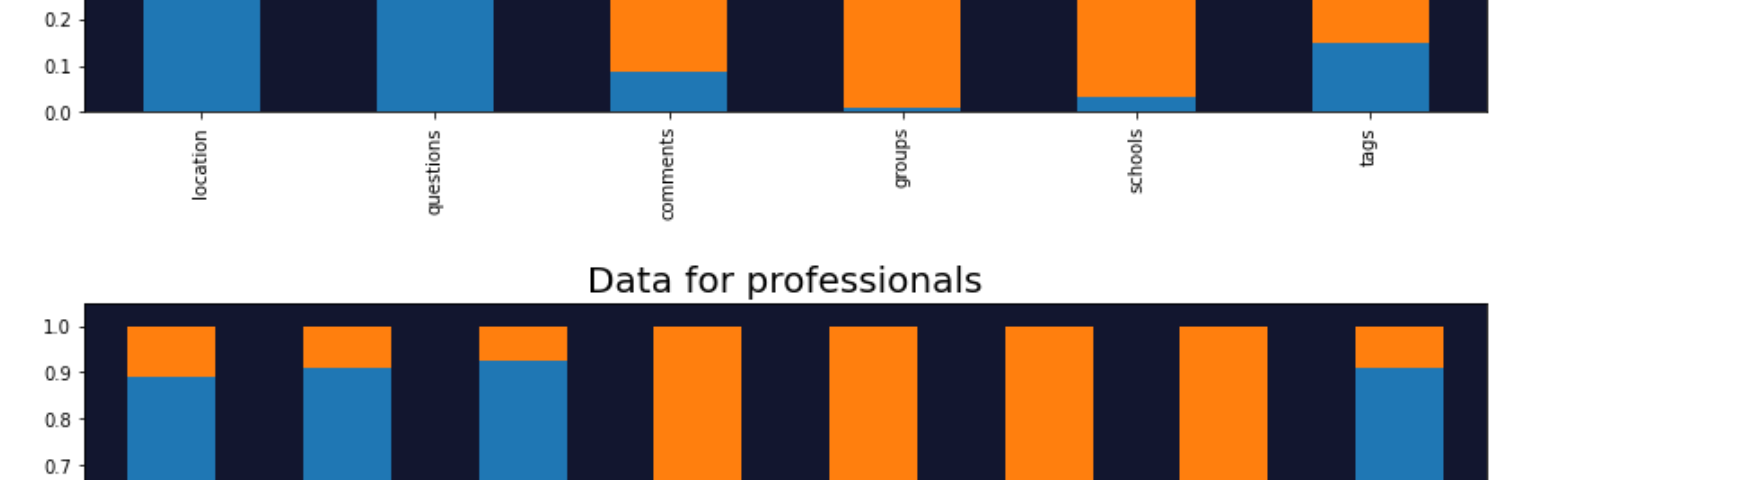 0.2
0.1
0.0
location
questions
comments
groups
schools
tags
Data for professionals
1.0
0.9
0.8
0.7